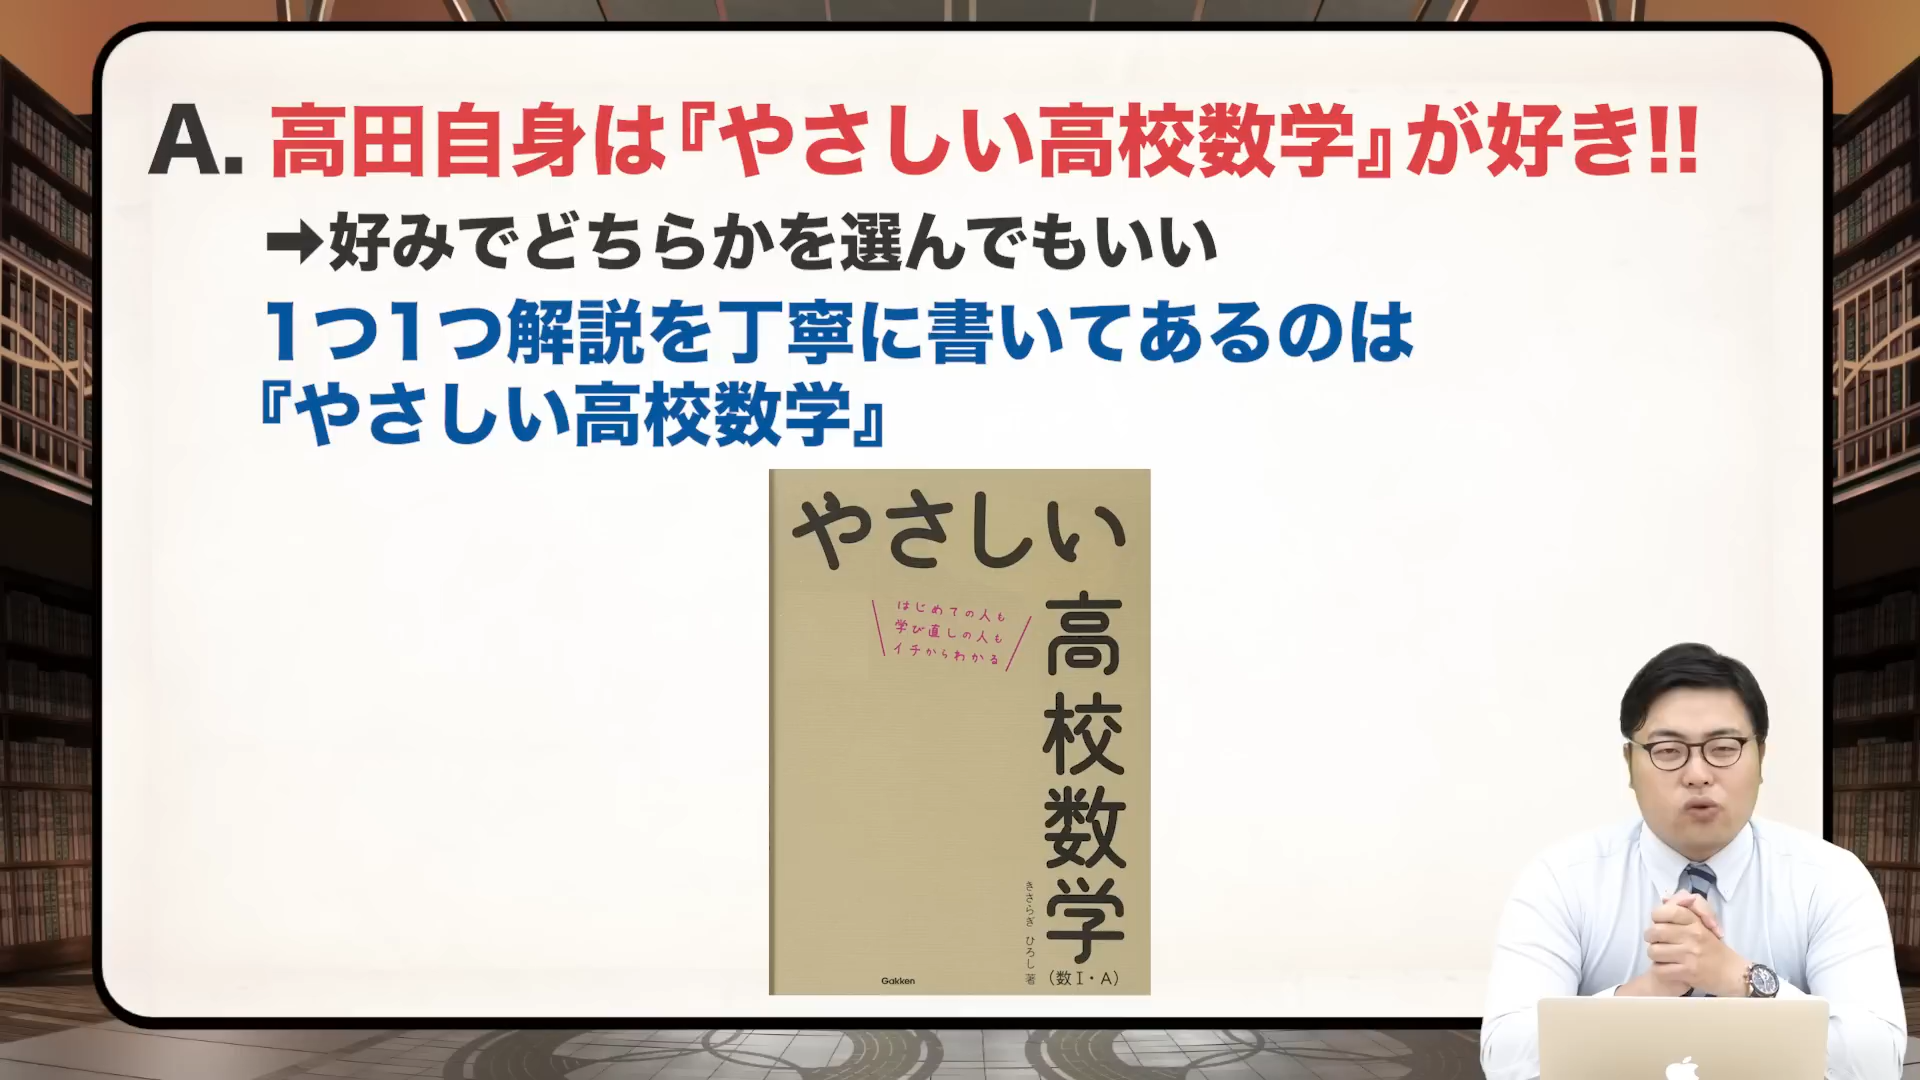 A. 高田自身は『やさしい高校数学』が好き!!
➡好みでどちらかを選んでもいい
1つ1つ解説を丁寧に書いてあるのは
『やさしい高校数学』
やさしい
高校数学
はじめての人も
学び直しの人も
イチからわかる
きさらぎ ひろし 著
(数I・A)
Gakken